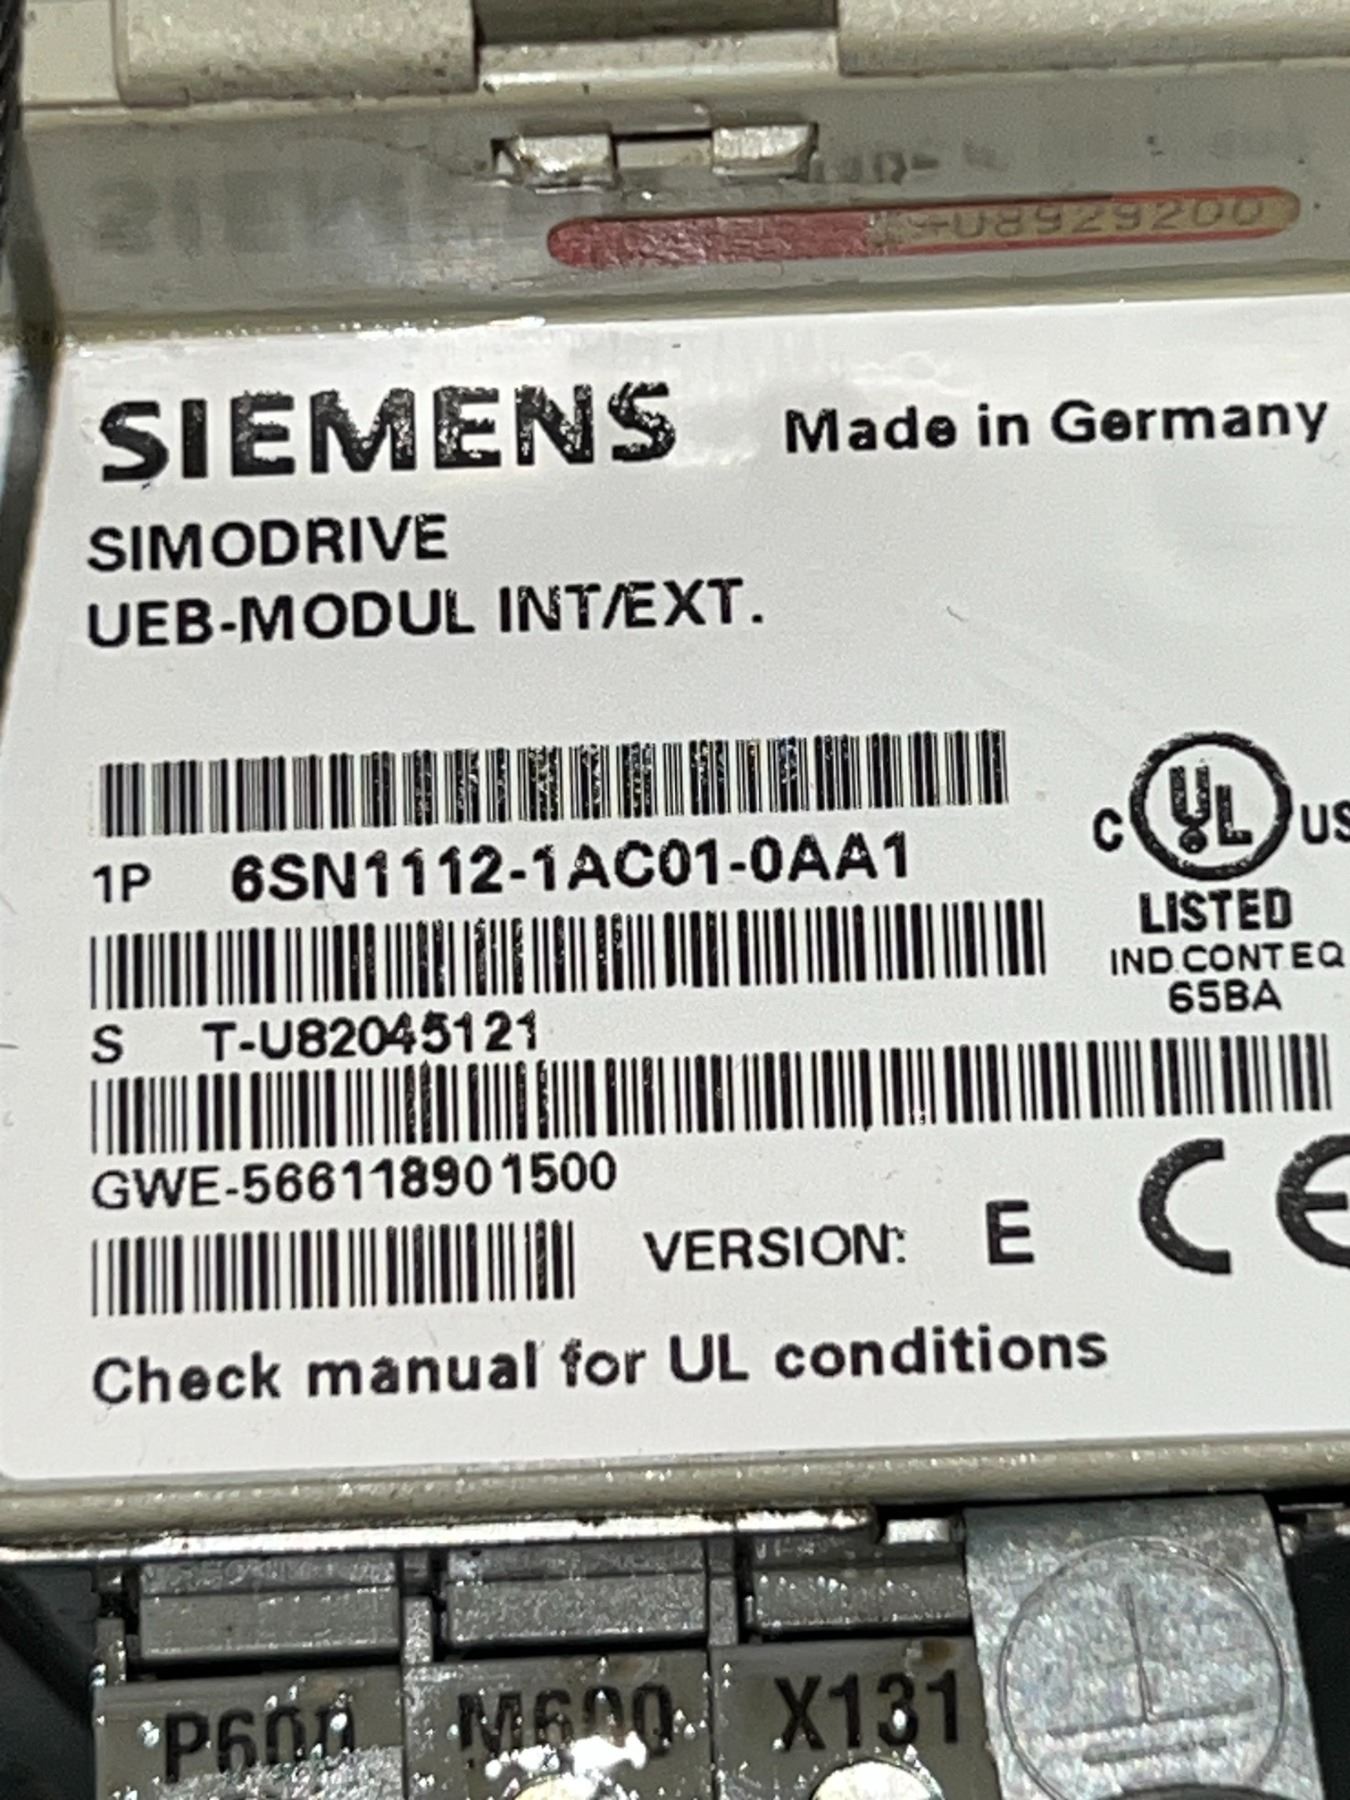 U8929200
SIEMENS Made in Germany
SIMODRIVE
UEB-MODUL INT/EXT.
1P 6SN1112-1AC01-0AA1
C UL US
LISTED
IND.CONT EQ
65BA
S T-U82045121
GWE-566118901500
VERSION: E CE
Check manual for UL conditions
P600 M600 X131